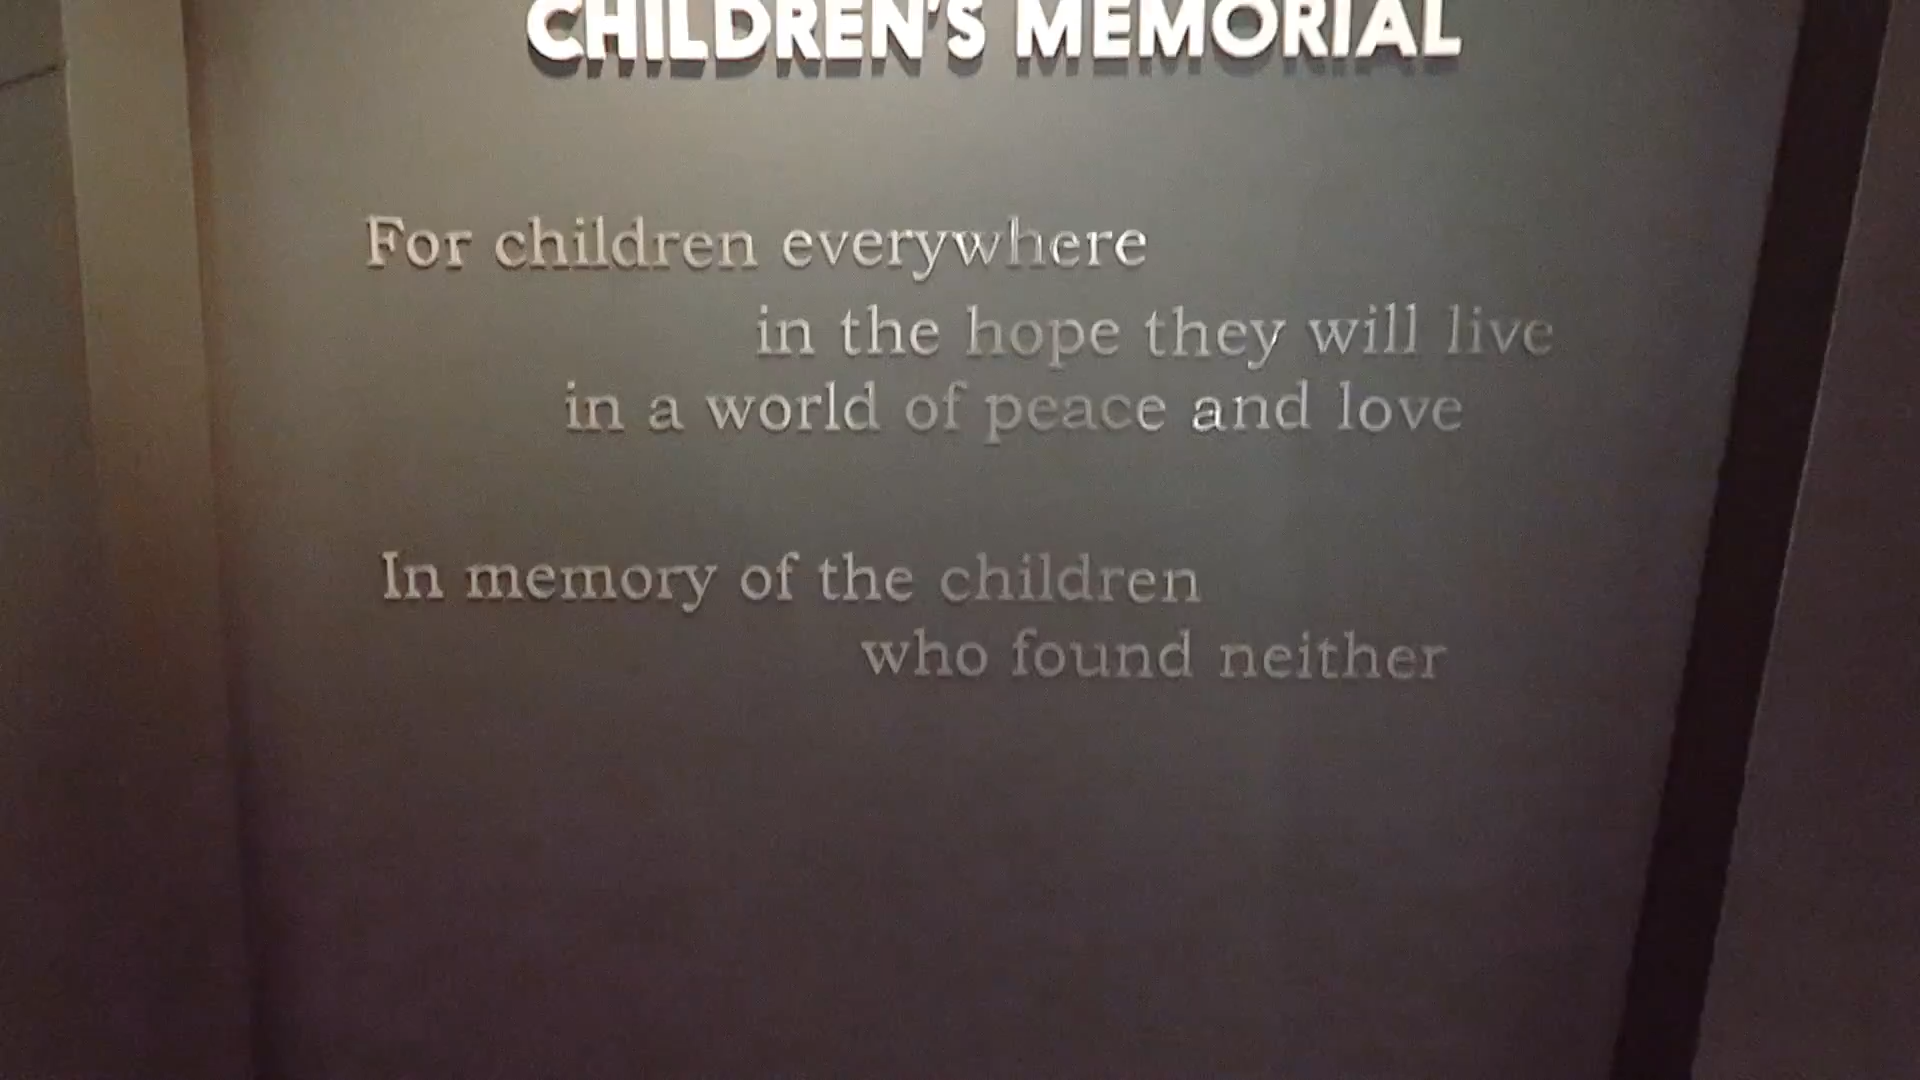 CHILDREN'S MEMORIAL
For children everywhere
in the hope they will live
in a world of peace and love
In memory of the children
who found neither